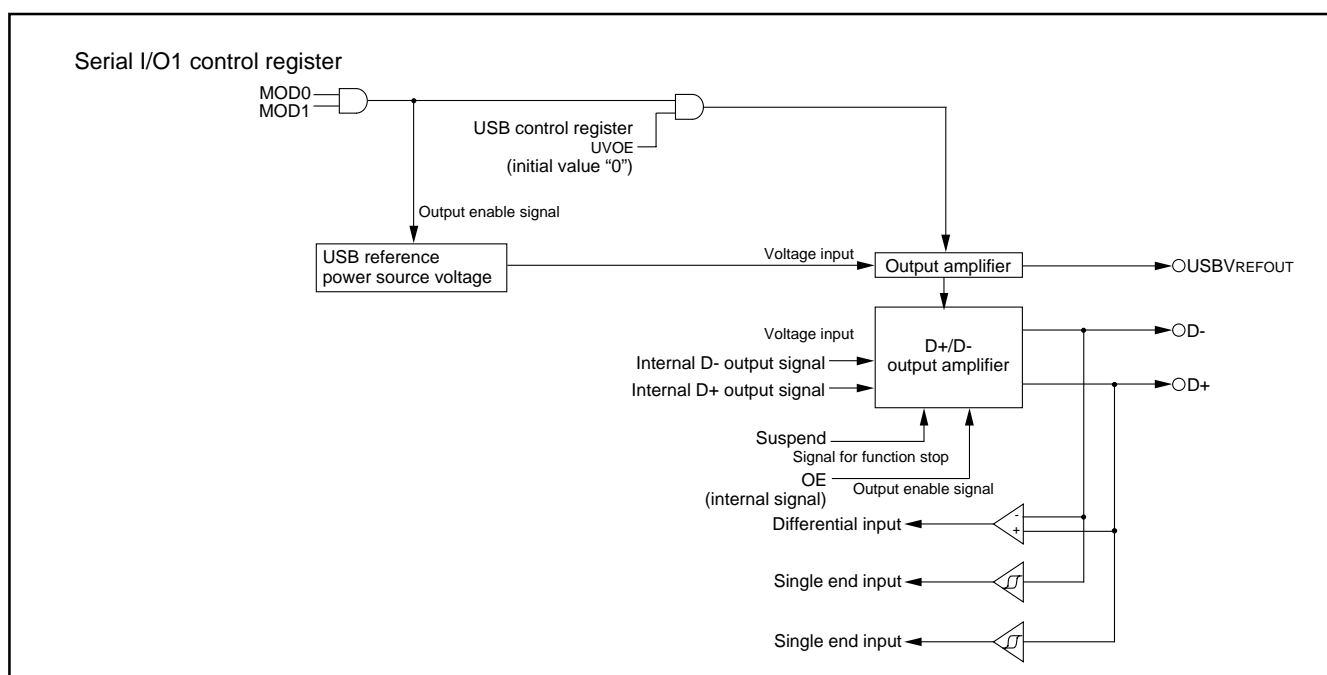 Serial I/O1 control register
MOD0
MOD1
USB control register
UVOE
(initial value “0”)
Output enable signal
USB reference
power source voltage
Voltage input
Output amplifier
USBVREFOUT
Voltage input
D+/D-
output amplifier
D-
Internal D- output signal
Internal D+ output signal
D+
Suspend
Signal for function stop
OE
(internal signal)
Output enable signal
Differential input
-
+
Single end input
Single end input